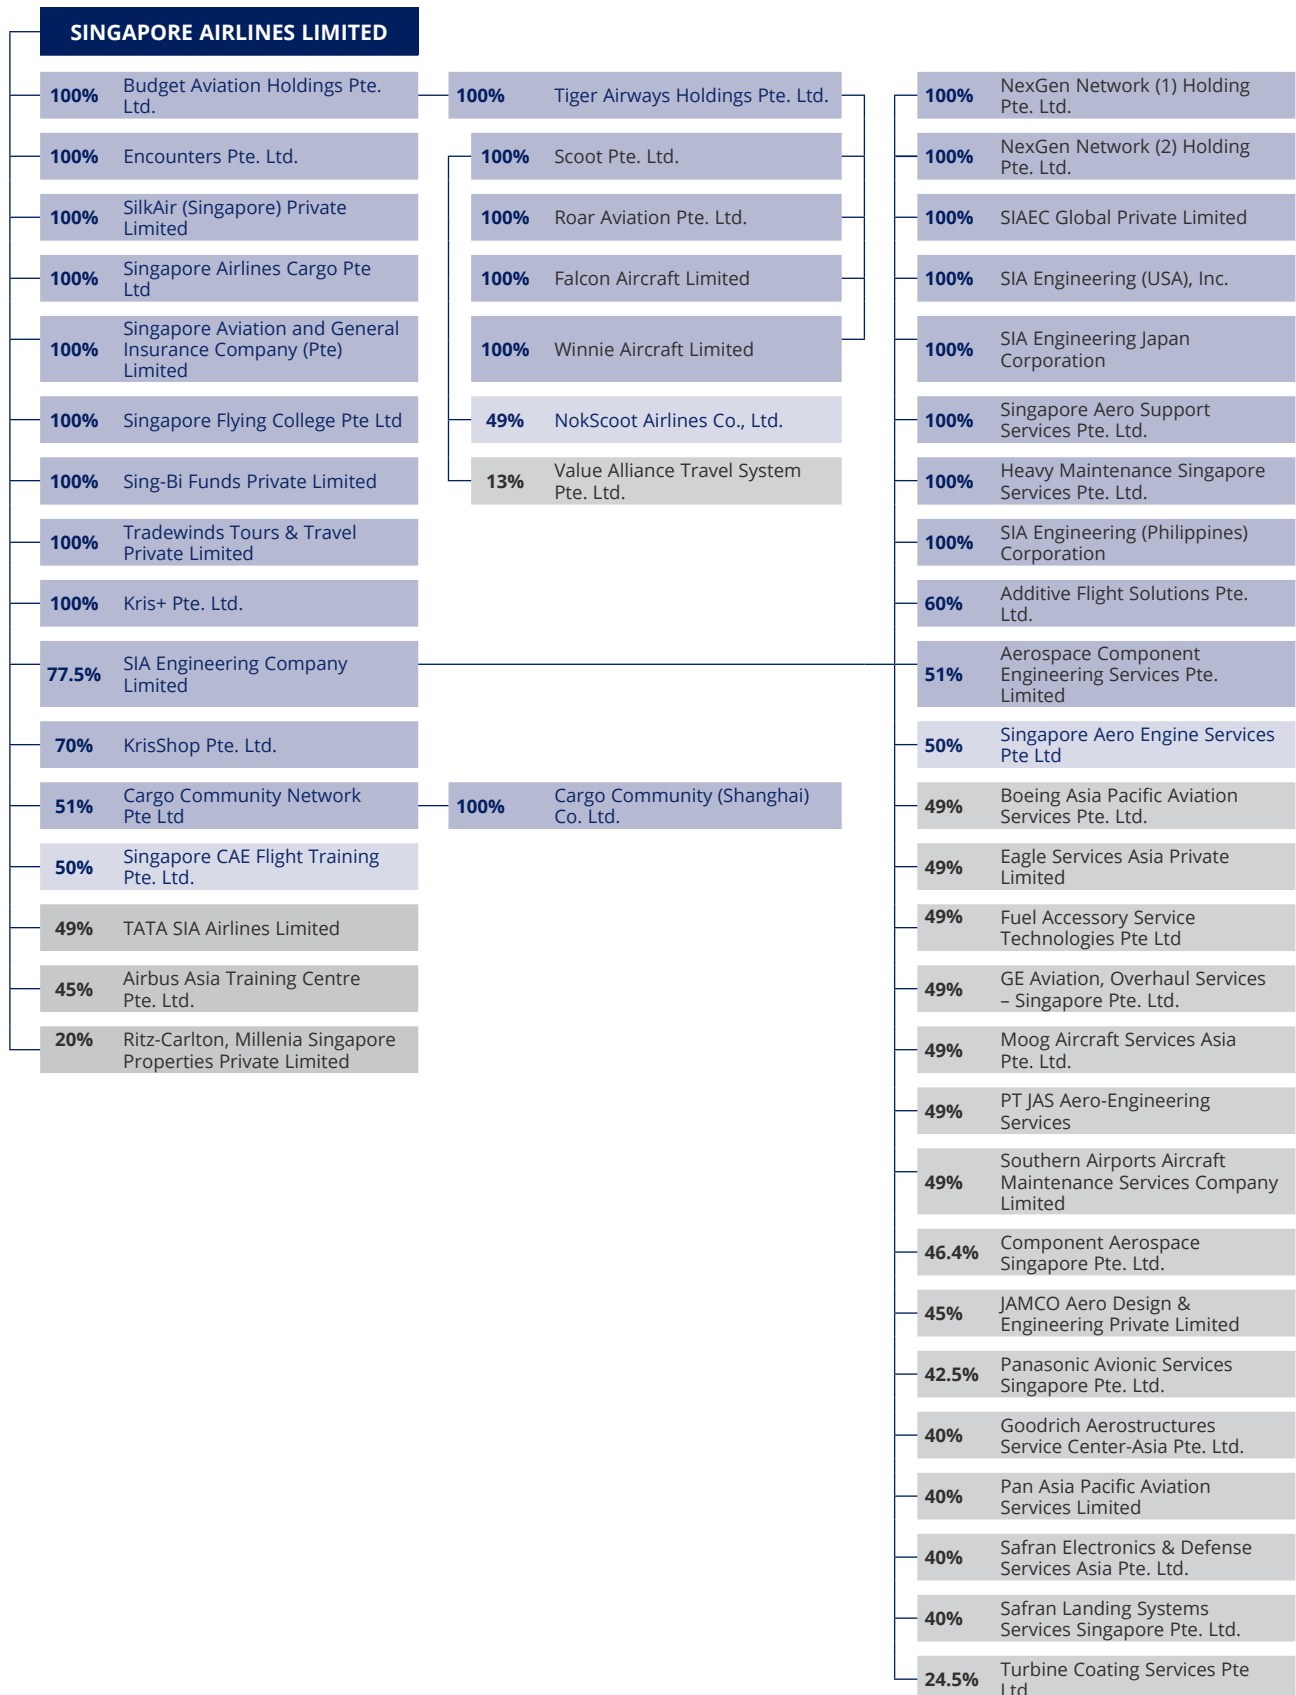 SINGAPORE AIRLINES LIMITED
100% Budget Aviation Holdings Pte.
Ltd.
100% Encounters Pte. Ltd.
100% SilkAir (Singapore) Private
Limited
100% Singapore Airlines Cargo Pte
Ltd
100% Singapore Aviation and General
Insurance Company (Pte)
Limited
100% Singapore Flying College Pte Ltd
100% Sing-Bi Funds Private Limited
100% Tradewinds Tours & Travel
Private Limited
100% Kris+ Pte. Ltd.
77.5% SIA Engineering Company
Limited
70% KrisShop Pte. Ltd.
51% Cargo Community Network
Pte Ltd
50% Singapore CAE Flight Training
Pte. Ltd.
49% TATA SIA Airlines Limited
45% Airbus Asia Training Centre
Pte. Ltd.
20% Ritz-Carlton, Millenia Singapore
Properties Private Limited
100% Tiger Airways Holdings Pte. Ltd.
100% Scoot Pte. Ltd.
100% Roar Aviation Pte. Ltd.
100% Falcon Aircraft Limited
100% Winnie Aircraft Limited
49% NokScoot Airlines Co., Ltd.
13% Value Alliance Travel System
Pte. Ltd.
100% Cargo Community (Shanghai)
Co. Ltd.
100% NexGen Network (1) Holding
Pte. Ltd.
100% NexGen Network (2) Holding
Pte. Ltd.
100% SIAEC Global Private Limited
100% SIA Engineering (USA), Inc.
100% SIA Engineering Japan
Corporation
100% Singapore Aero Support
Services Pte. Ltd.
100% Heavy Maintenance Singapore
Services Pte. Ltd.
100% SIA Engineering (Philippines)
Corporation
60% Additive Flight Solutions Pte.
Ltd.
51% Aerospace Component
Engineering Services Pte.
Limited
50% Singapore Aero Engine Services
Pte Ltd
49% Boeing Asia Pacific Aviation
Services Pte. Ltd.
49% Eagle Services Asia Private
Limited
49% Fuel Accessory Service
Technologies Pte Ltd
49% GE Aviation, Overhaul Services
– Singapore Pte. Ltd.
49% Moog Aircraft Services Asia
Pte. Ltd.
49% PT JAS Aero-Engineering
Services
49% Southern Airports Aircraft
Maintenance Services Company
Limited
46.4% Component Aerospace
Singapore Pte. Ltd.
45% JAMCO Aero Design &
Engineering Private Limited
42.5% Panasonic Avionic Services
Singapore Pte. Ltd.
40% Goodrich Aerostructures
Service Center-Asia Pte. Ltd.
40% Pan Asia Pacific Aviation
Services Limited
40% Safran Electronics & Defense
Services Asia Pte. Ltd.
40% Safran Landing Systems
Services Singapore Pte. Ltd.
24.5% Turbine Coating Services Pte
Ltd